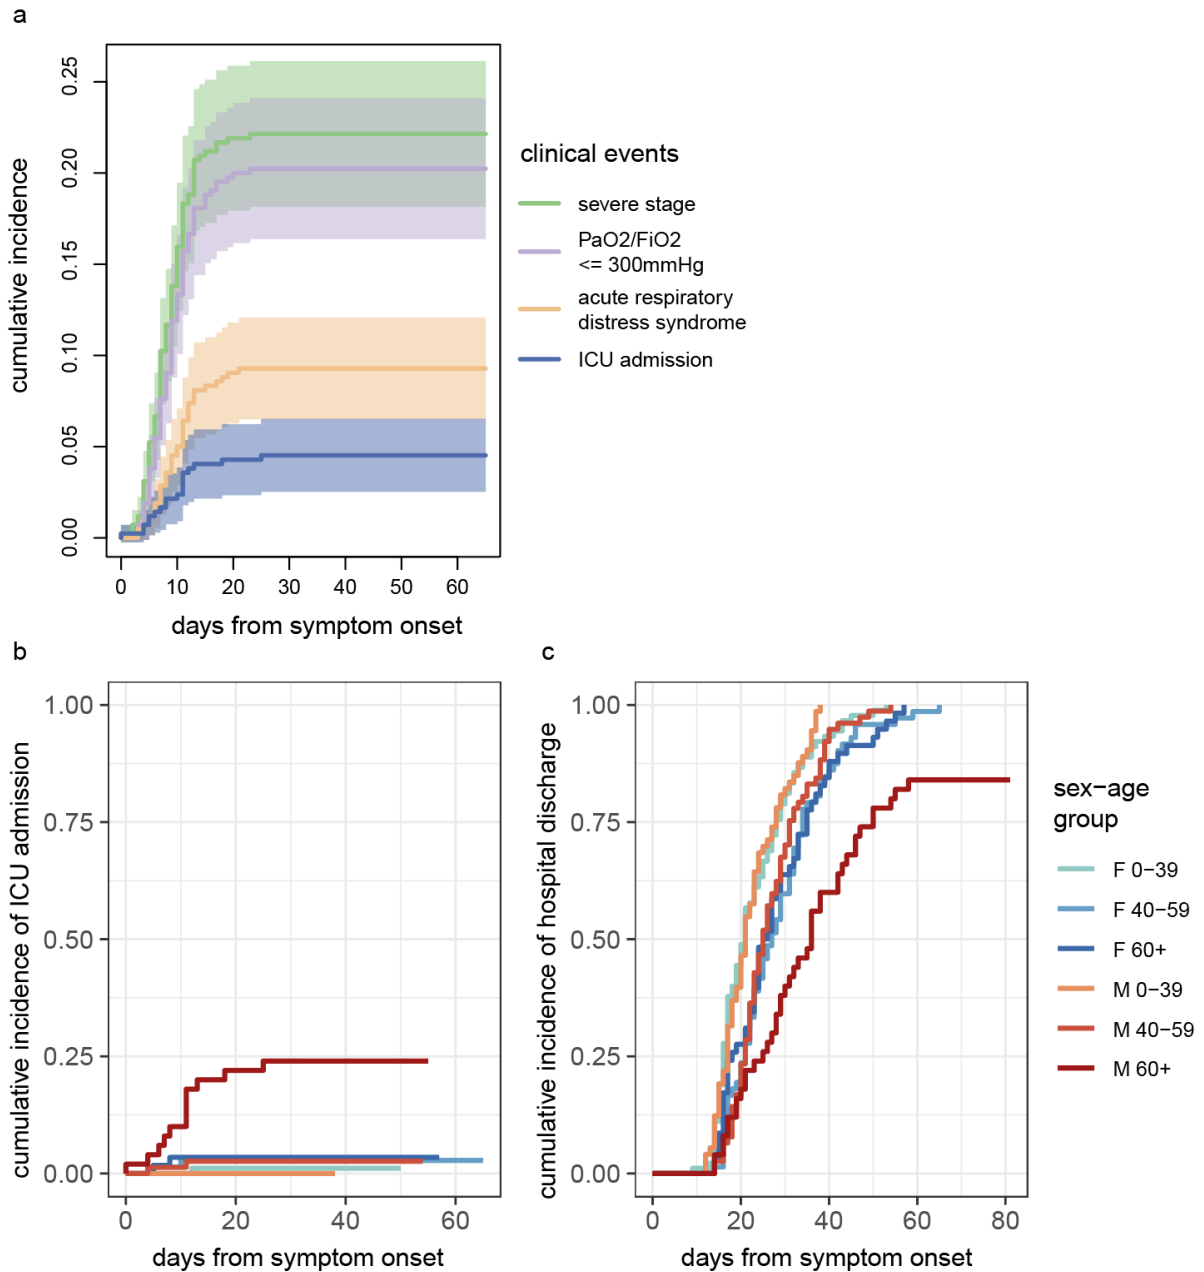 a
cumulative incidence
0.25
0.20
0.15
0.10
0.05
0.00
0 10 20 30 40 50 60
days from symptom onset
clinical events
severe stage
PaO2/FiO2
<= 300mmHg
acute respiratory
distress syndrome
ICU admission
b
cumulative incidence of ICU admission
1.00
0.75
0.50
0.25
0.00
0 20 40 60
days from symptom onset
c
cumulative incidence of hospital discharge
1.00
0.75
0.50
0.25
0.00
0 20 40 60 80
days from symptom onset
sex−age
group
F 0−39
F 40−59
F 60+
M 0−39
M 40−59
M 60+